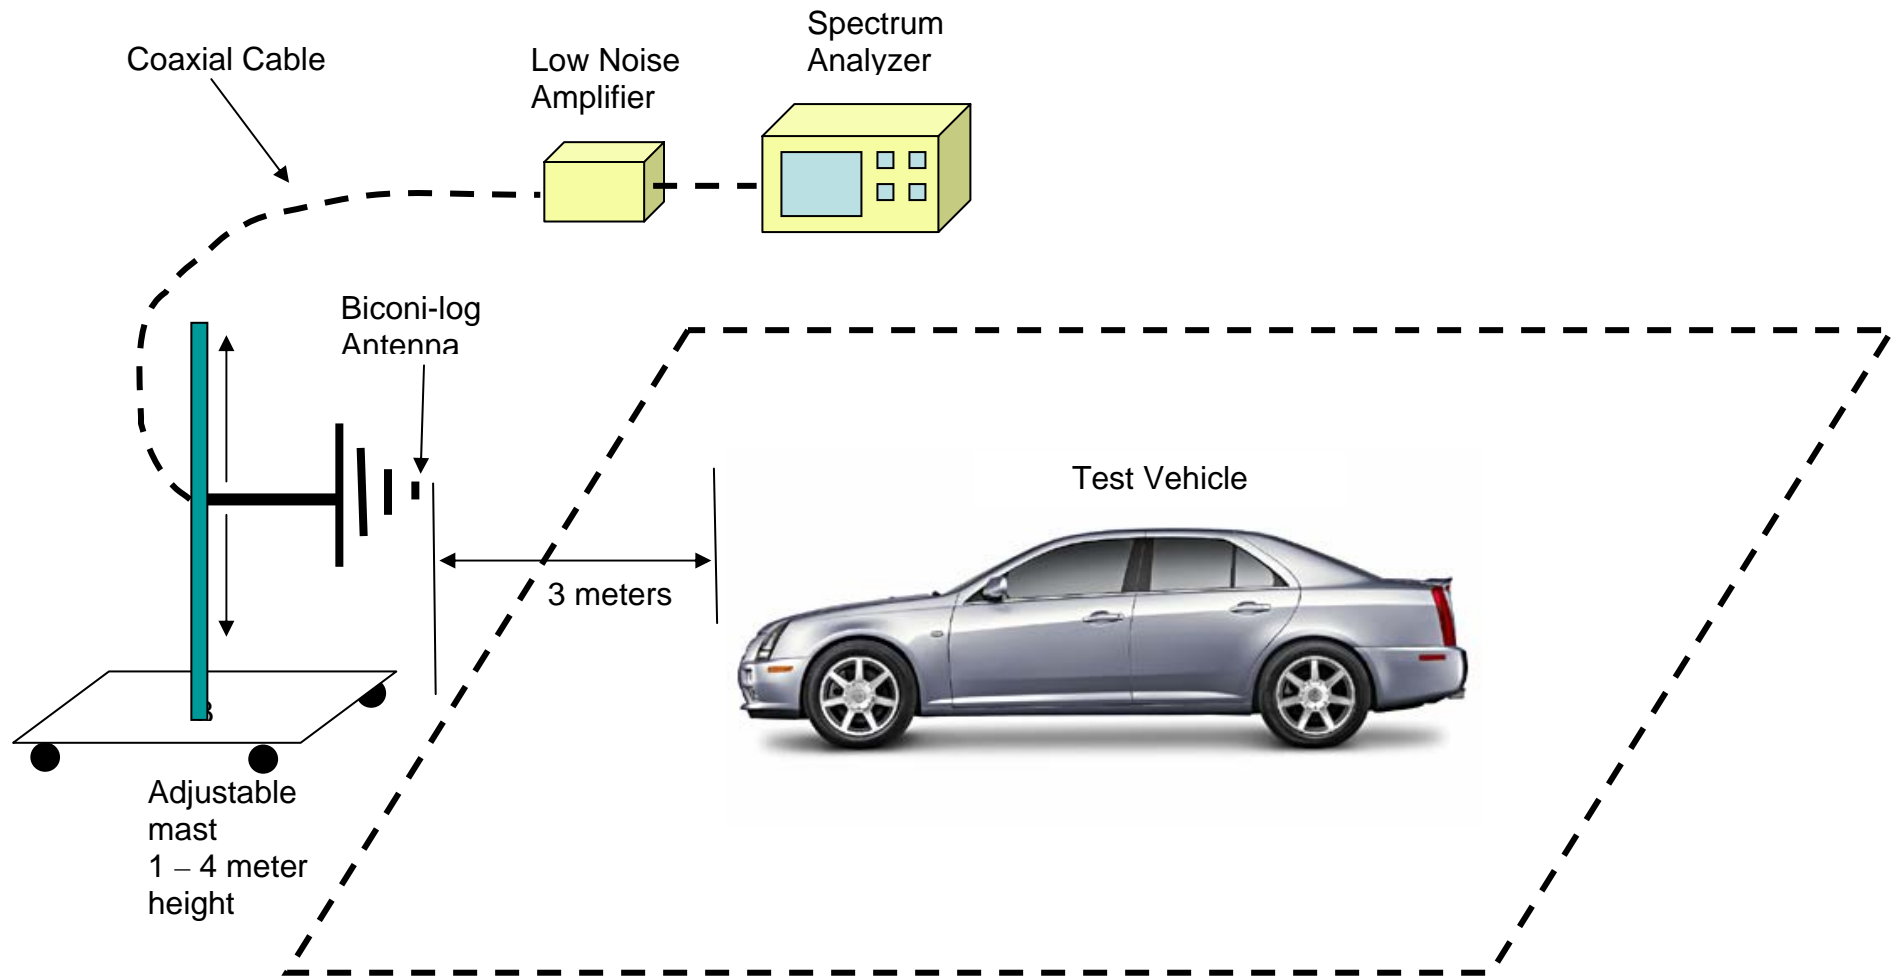 Spectrum
Analyzer
Coaxial Cable
Low Noise
Amplifier
Biconi-log
Antenna
Test Vehicle
3 meters
Adjustable
mast
1 – 4 meter
height